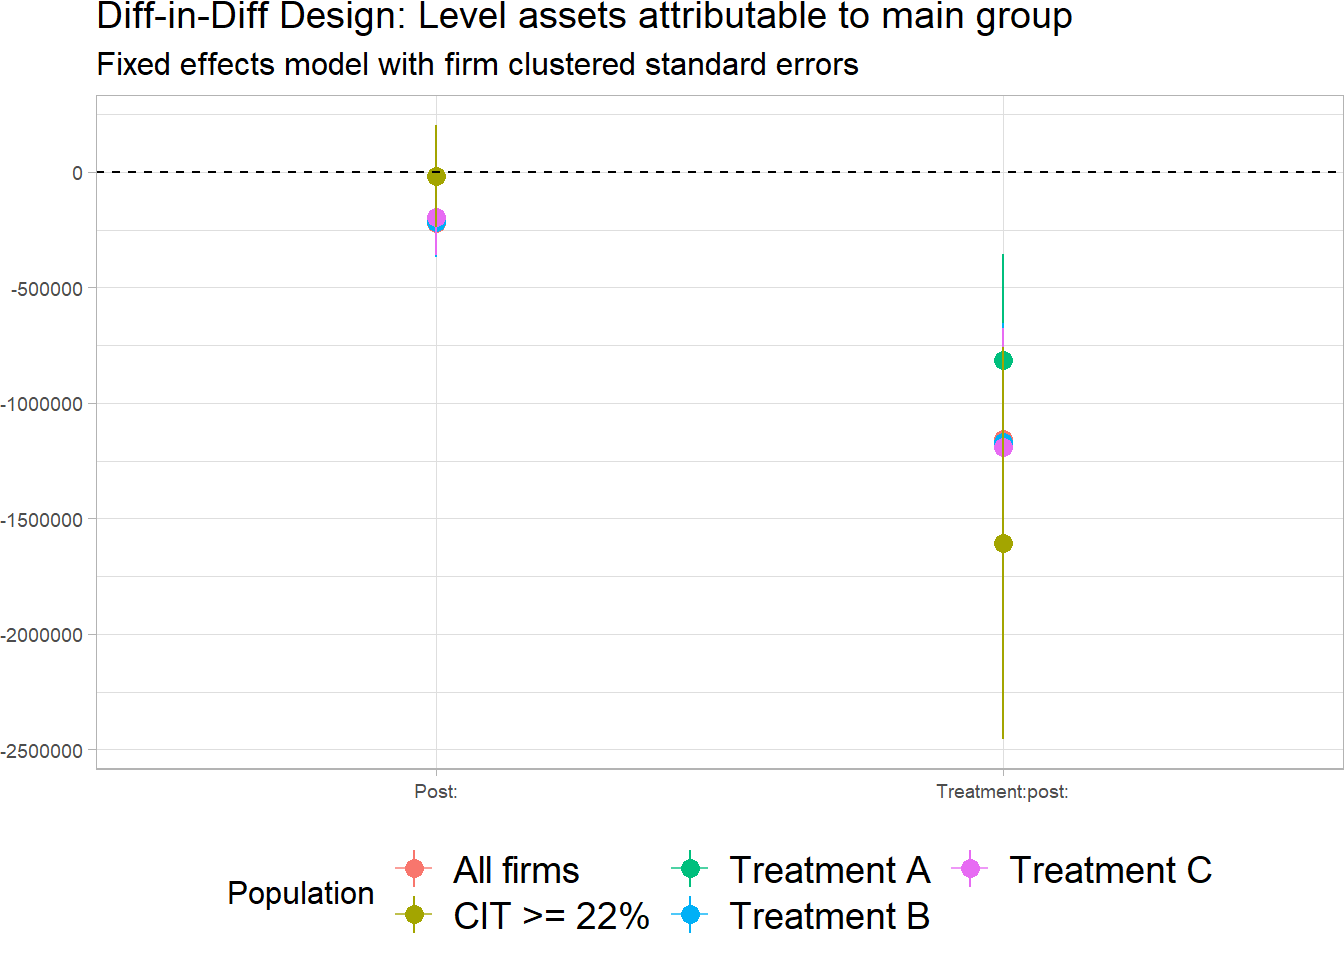 Diff-in-Diff Design: Level assets attributable to main group
Fixed effects model with firm clustered standard errors
0
-500000
-1000000
-1500000
-2000000
-2500000
Post:
Treatment:post:
Population
All firms
CIT >= 22%
Treatment A
Treatment B
Treatment C